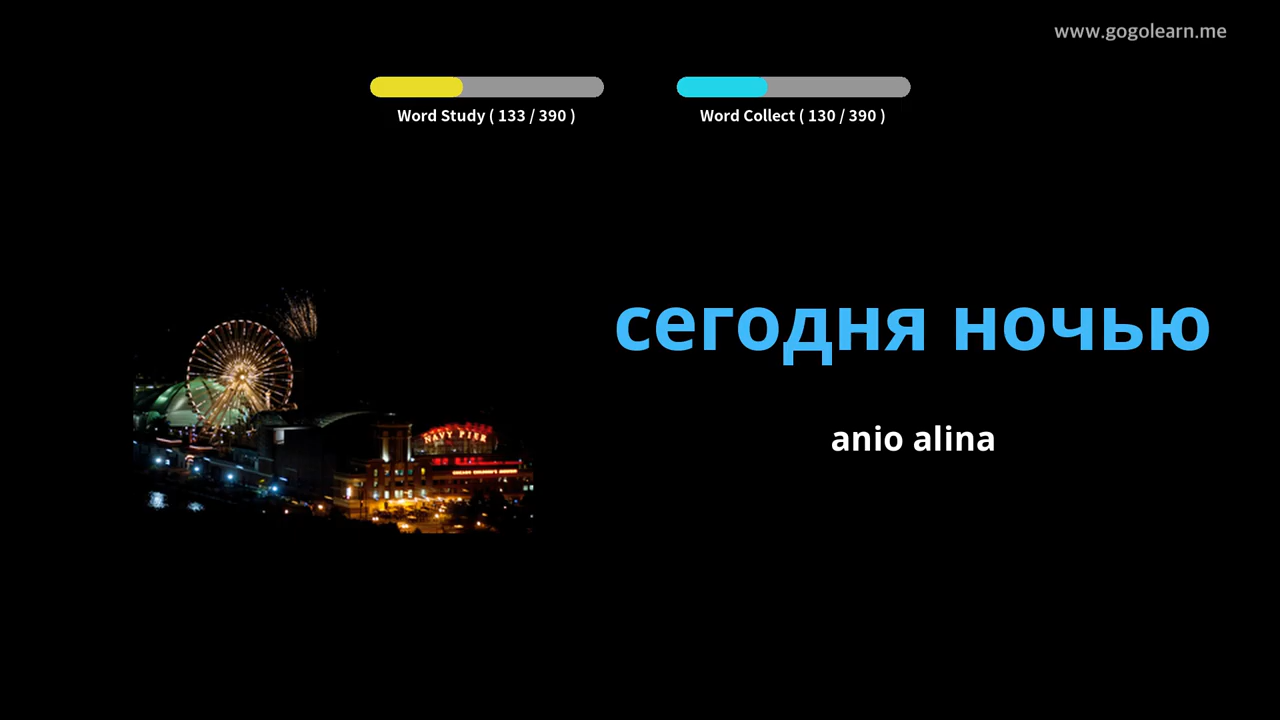 www.gogolearn.me
Word Study ( 133 / 390 )
Word Collect ( 130 / 390 )
сегодня ночью
anio alina
NAVY PIER